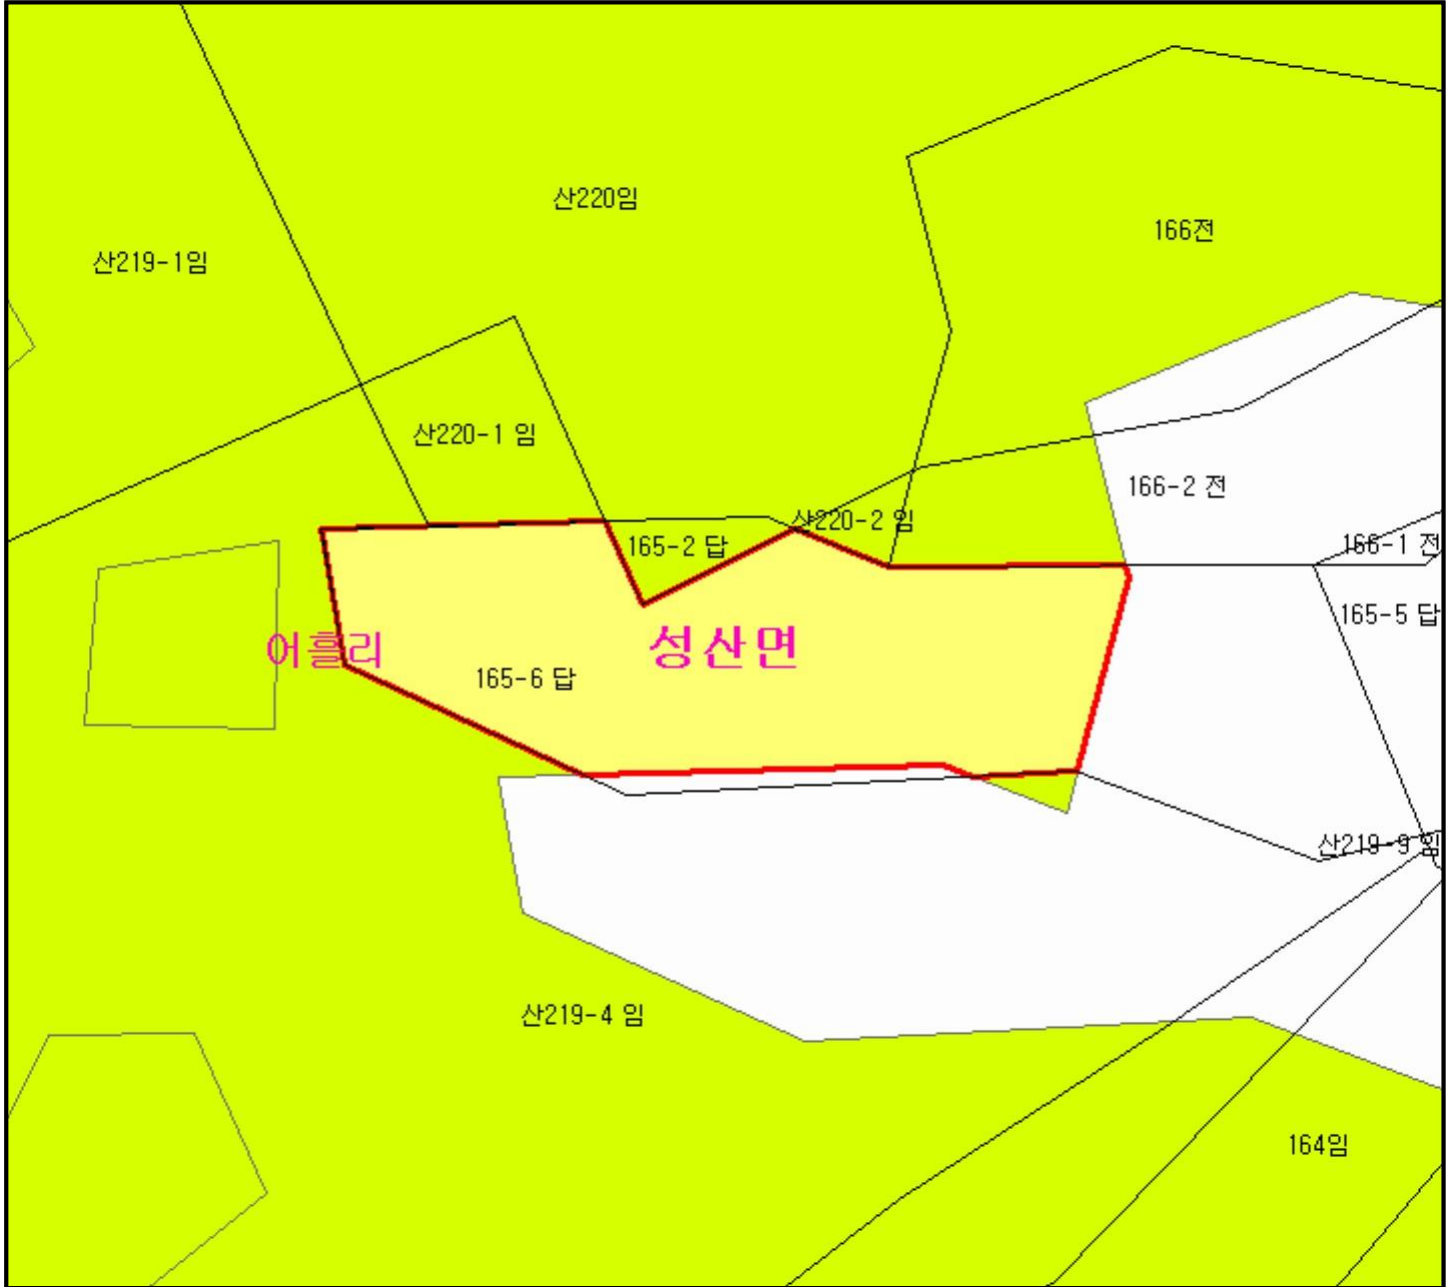 산220임
166전
산219-1임
산220-1 임
166-2 전
산220-2 임
165-2 답
166-1 전
165-5 답
어흘리
성산면
165-6 답
산219-9 임
산219-4 임
164임